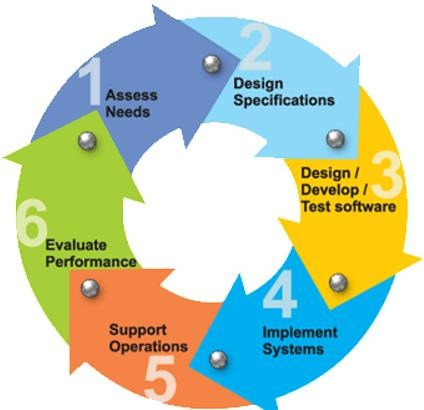 1
Assess
Needs
2
Design
Specifications
3
Design /
Develop /
Test software
4
Implement
Systems
5
Support
Operations
6
Evaluate
Performance